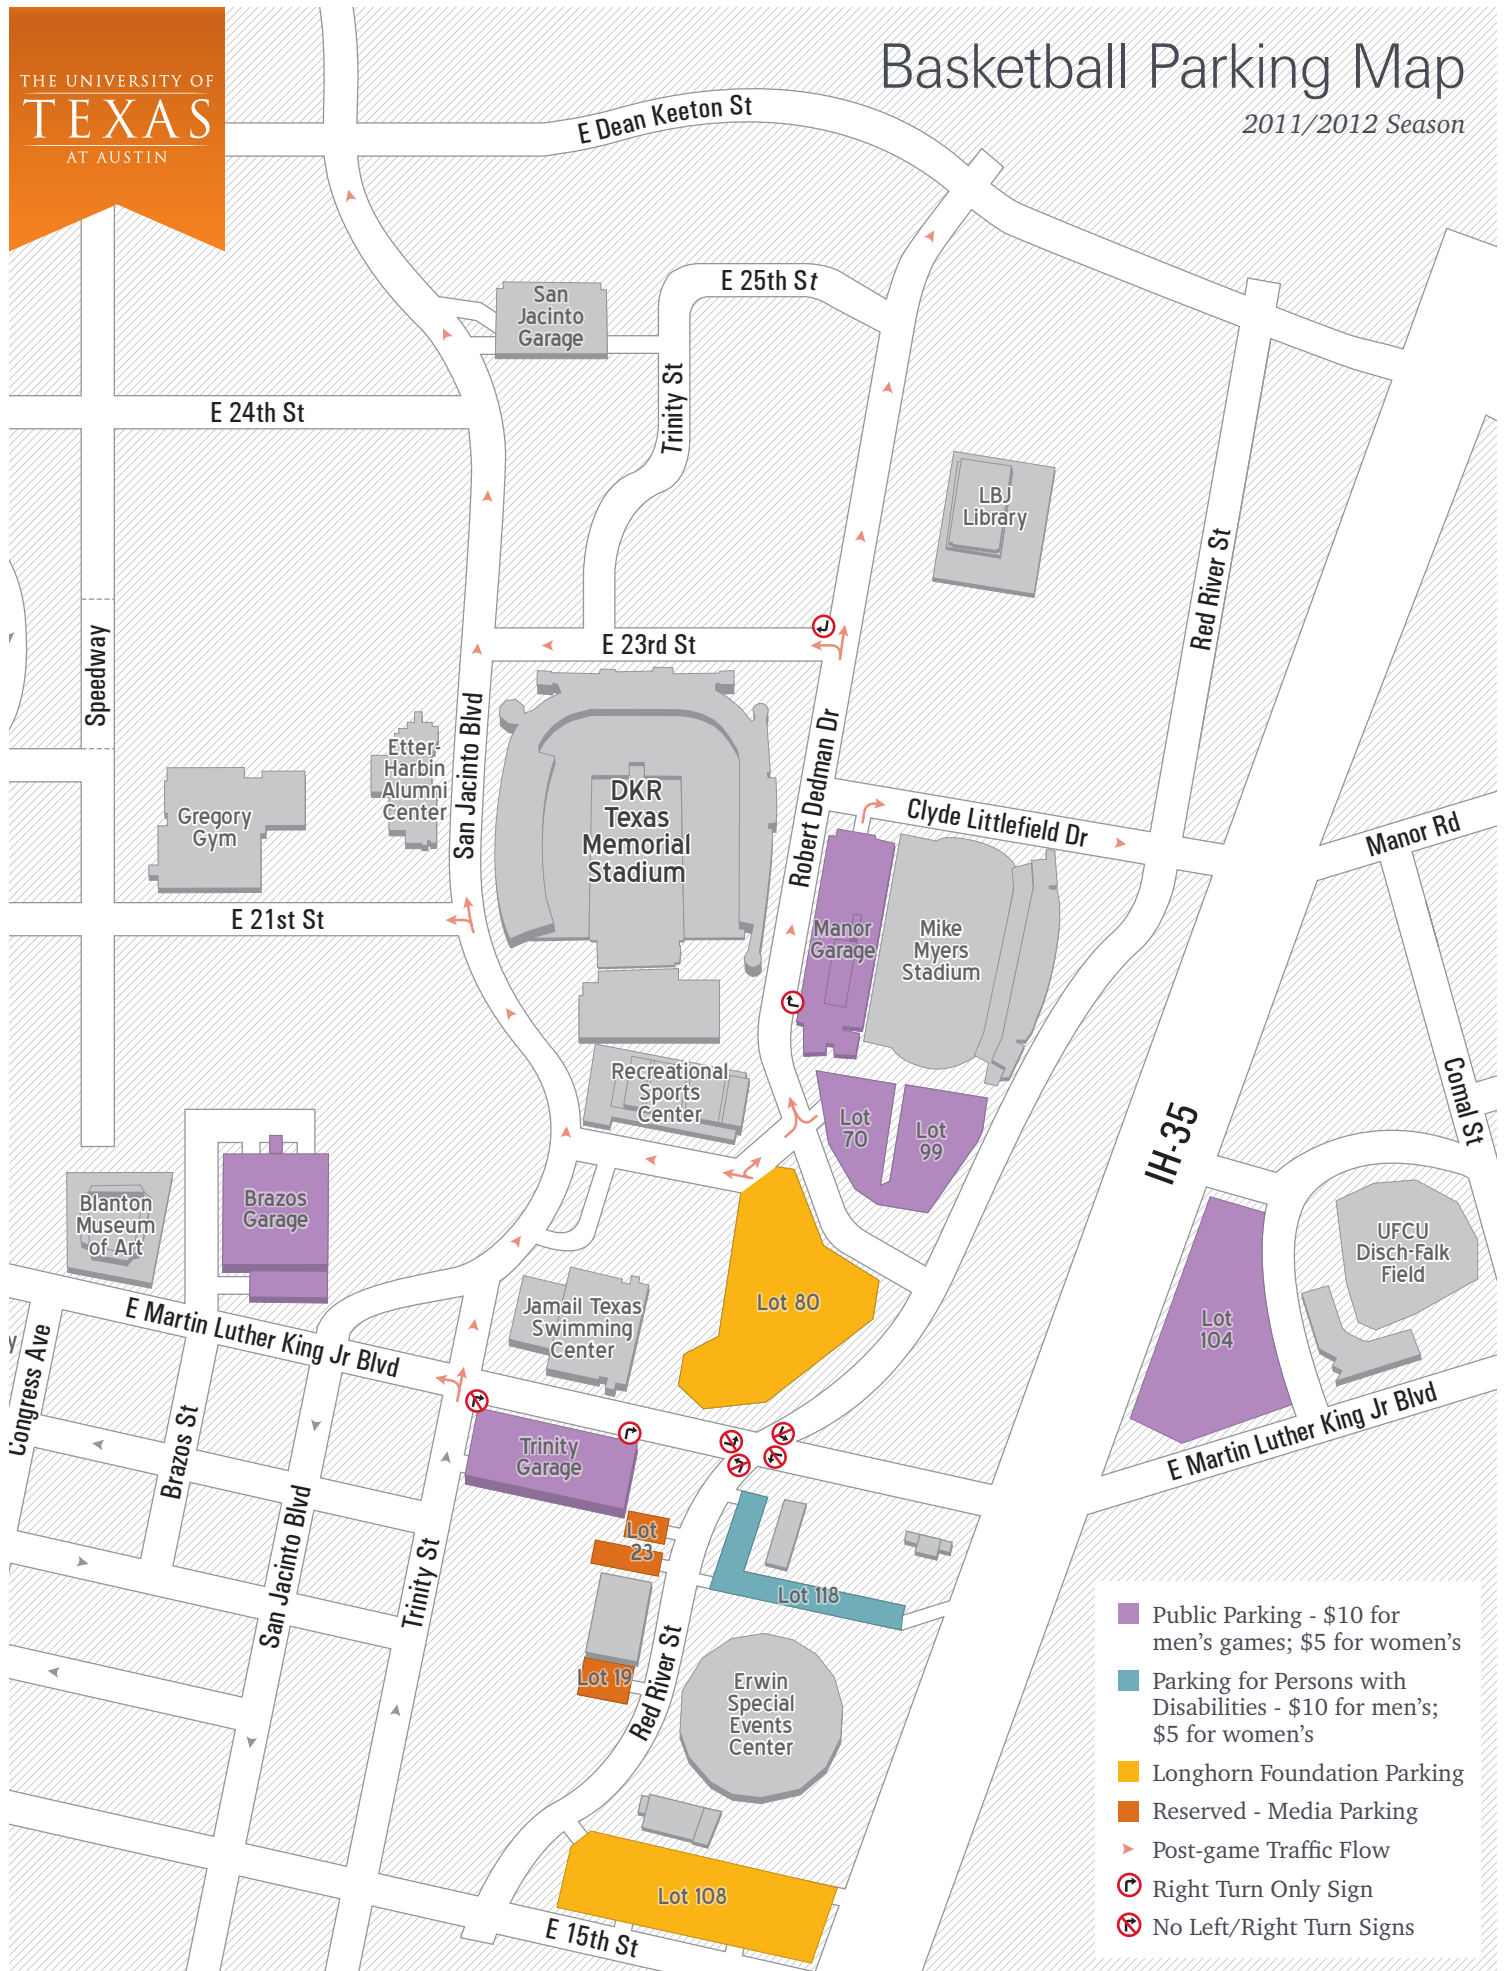 THE UNIVERSITY OF
TEXAS
AT AUSTIN
Basketball Parking Map
2011/2012 Season
E Dean Keeton St
E 25th St
San
Jacinto
Garage
Trinity St
E 24th St
LBJ
Library
Red River St
E 23rd St
Speedway
San Jacinto Blvd
Etter-
Harbin
Alumni
Center
Gregory
Gym
DKR
Texas
Memorial
Stadium
Robert Dedman Dr
Clyde Littlefield Dr
Manor Rd
E 21st St
Manor
Garage
Mike
Myers
Stadium
Recreational
Sports
Center
Lot
70
Lot
99
Comal St
IH-35
Blanton
Museum
of Art
Brazos
Garage
UFCU
Disch-Falk
Field
Lot 80
Lot
104
Jamail Texas
Swimming
Center
E Martin Luther King Jr Blvd
Congress Ave
Brazos St
Trinity
Garage
E Martin Luther King Jr Blvd
San Jacinto Blvd
Trinity St
Lot
23
Lot 118
Lot 19
Red River St
Erwin
Special
Events
Center
Lot 108
E 15th St
Public Parking - $10 for
men's games; $5 for women's
Parking for Persons with
Disabilities - $10 for men's;
$5 for women's
Longhorn Foundation Parking
Reserved - Media Parking
Post-game Traffic Flow
Right Turn Only Sign
No Left/Right Turn Signs